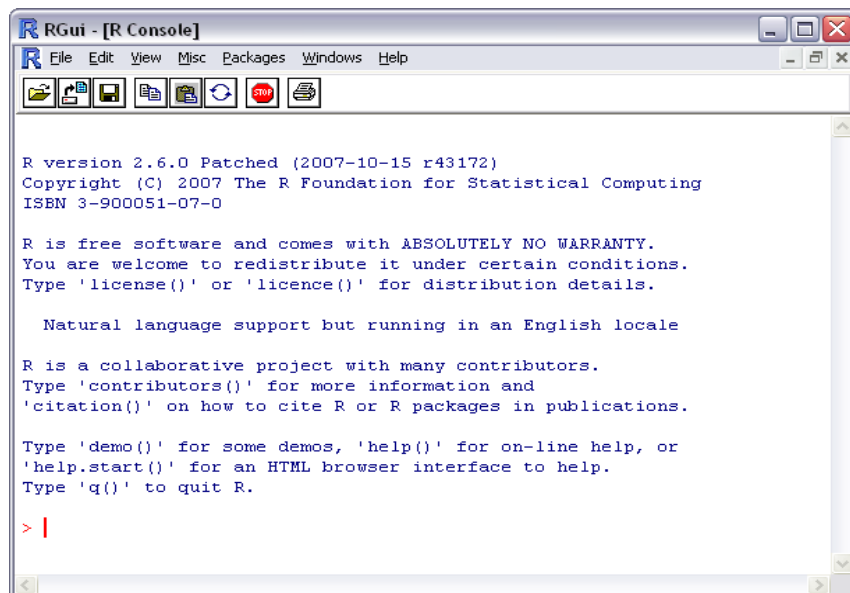 RGui - [R Console]
File Edit View Misc Packages Windows Help
STOP
R version 2.6.0 Patched (2007-10-15 r43172)
Copyright (C) 2007 The R Foundation for Statistical Computing
ISBN 3-900051-07-0
R is free software and comes with ABSOLUTELY NO WARRANTY.
You are welcome to redistribute it under certain conditions.
Type 'license()' or 'licence()' for distribution details.
Natural language support but running in an English locale
R is a collaborative project with many contributors.
Type 'contributors()' for more information and
'citation()' on how to cite R or R packages in publications.
Type 'demo()' for some demos, 'help()' for on-line help, or
'help.start()' for an HTML browser interface to help.
Type 'q()' to quit R.
>